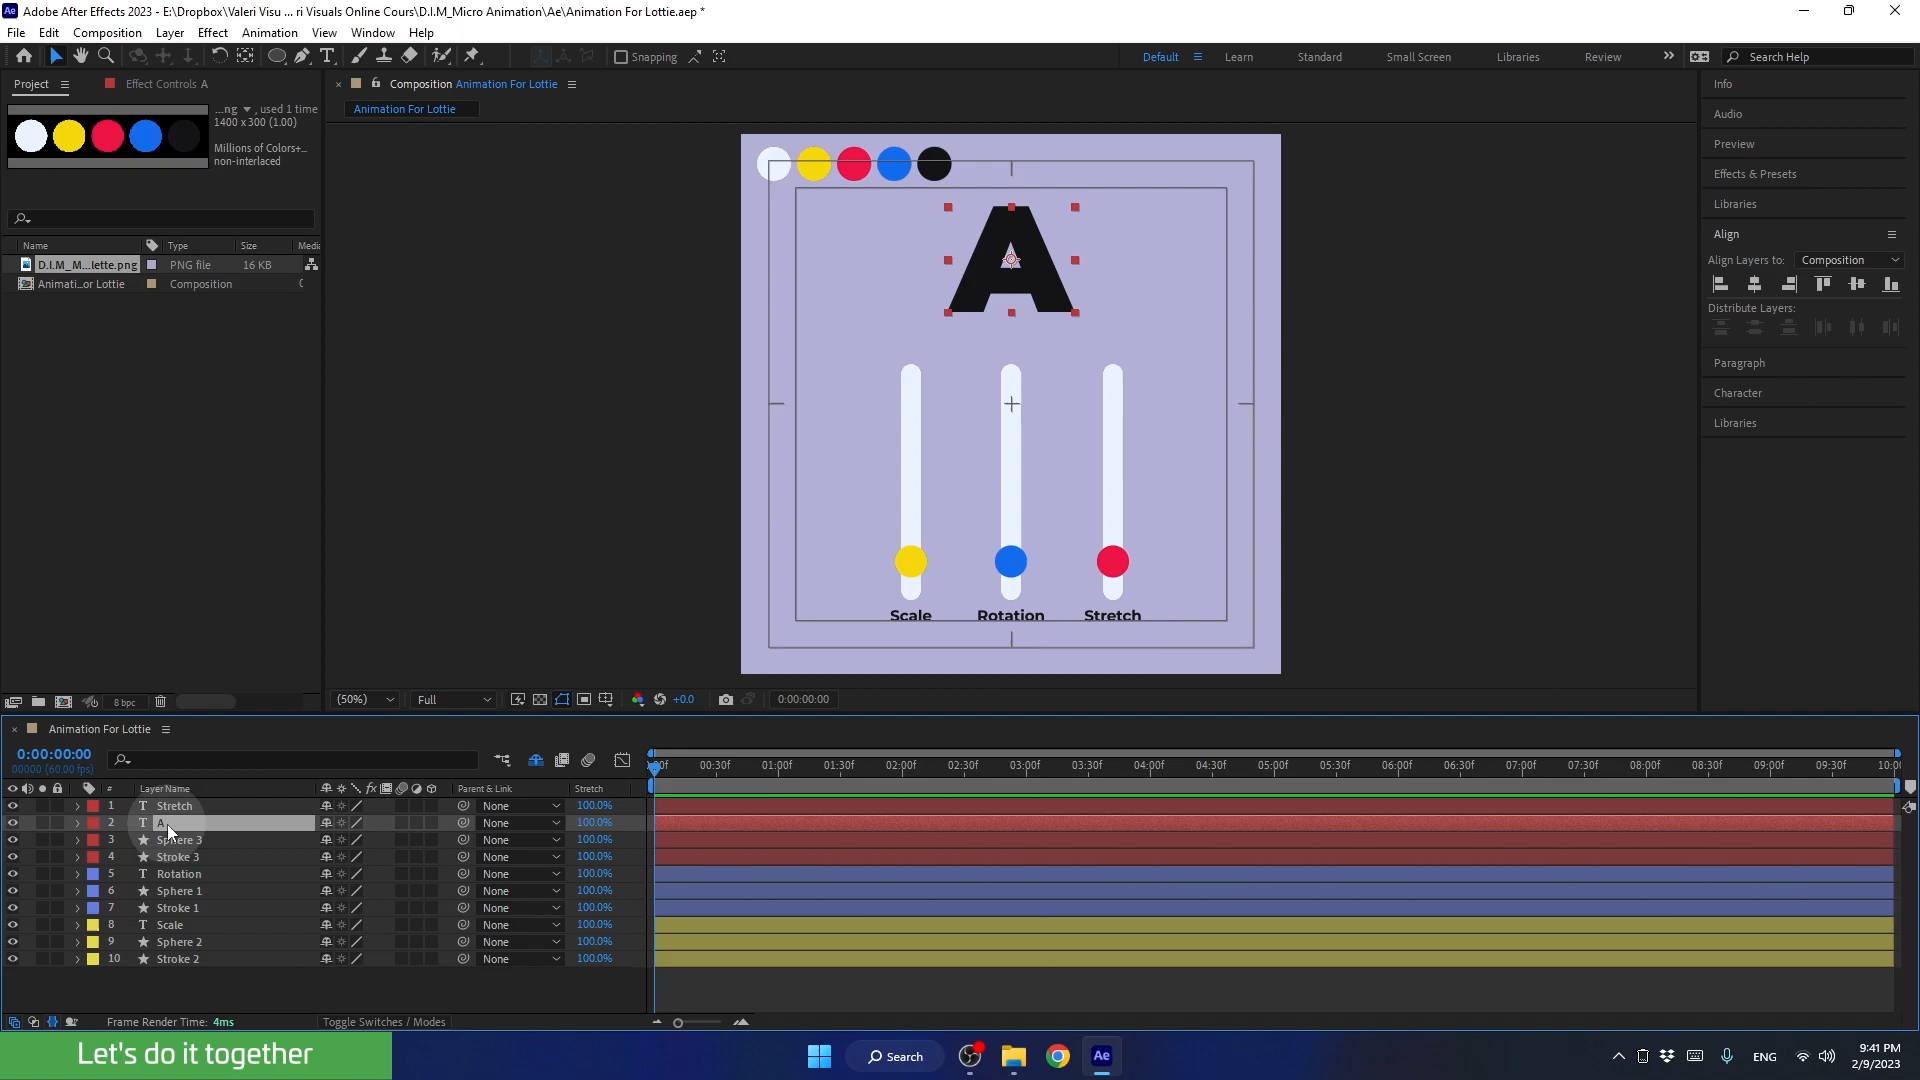 Adobe After Effects 2023 - E:\Dropbox\Valeri Visu ... ri Visuals Online Cours\D.I.M_Micro Animation\Ae\Animation For Lottie.aep *
File Edit Composition Layer Effect Animation View Window Help
Snapping
Default Learn Standard Small Screen Libraries Review Search Help
Project Effect Controls A
...ng , used 1 time
1400 x 300 (1.00)
Millions of Colors+...
non-interlaced
Name Type Size Media
D.I.M_M...lette.png PNG file 16 KB
Animati...or Lottie Composition
8 bpc
Composition Animation For Lottie
Animation For Lottie
A
Scale Rotation Stretch
(50%) Full +0.0 0:00:00:00
Info
Audio
Preview
Effects & Presets
Libraries
Align
Align Layers to: Composition
Distribute Layers:
Paragraph
Character
Libraries
Animation For Lottie
0:00:00:00
00000 (60.00 fps)
00:30f 01:00f 01:30f 02:00f 02:30f 03:00f 03:30f 04:00f 04:30f 05:00f 05:30f 06:00f 06:30f 07:00f 07:30f 08:00f 08:30f 09:00f 09:30f 10:00
# Layer Name fx Parent & Link Stretch
1 T Stretch None 100.0%
2 T A None 100.0%
3 Sphere 3 None 100.0%
4 Stroke 3 None 100.0%
5 T Rotation None 100.0%
6 Sphere 1 None 100.0%
7 Stroke 1 None 100.0%
8 T Scale None 100.0%
9 Sphere 2 None 100.0%
10 Stroke 2 None 100.0%
Frame Render Time: 4ms Toggle Switches / Modes
Let's do it together
Search
Ae
ENG
9:41 PM
2/9/2023